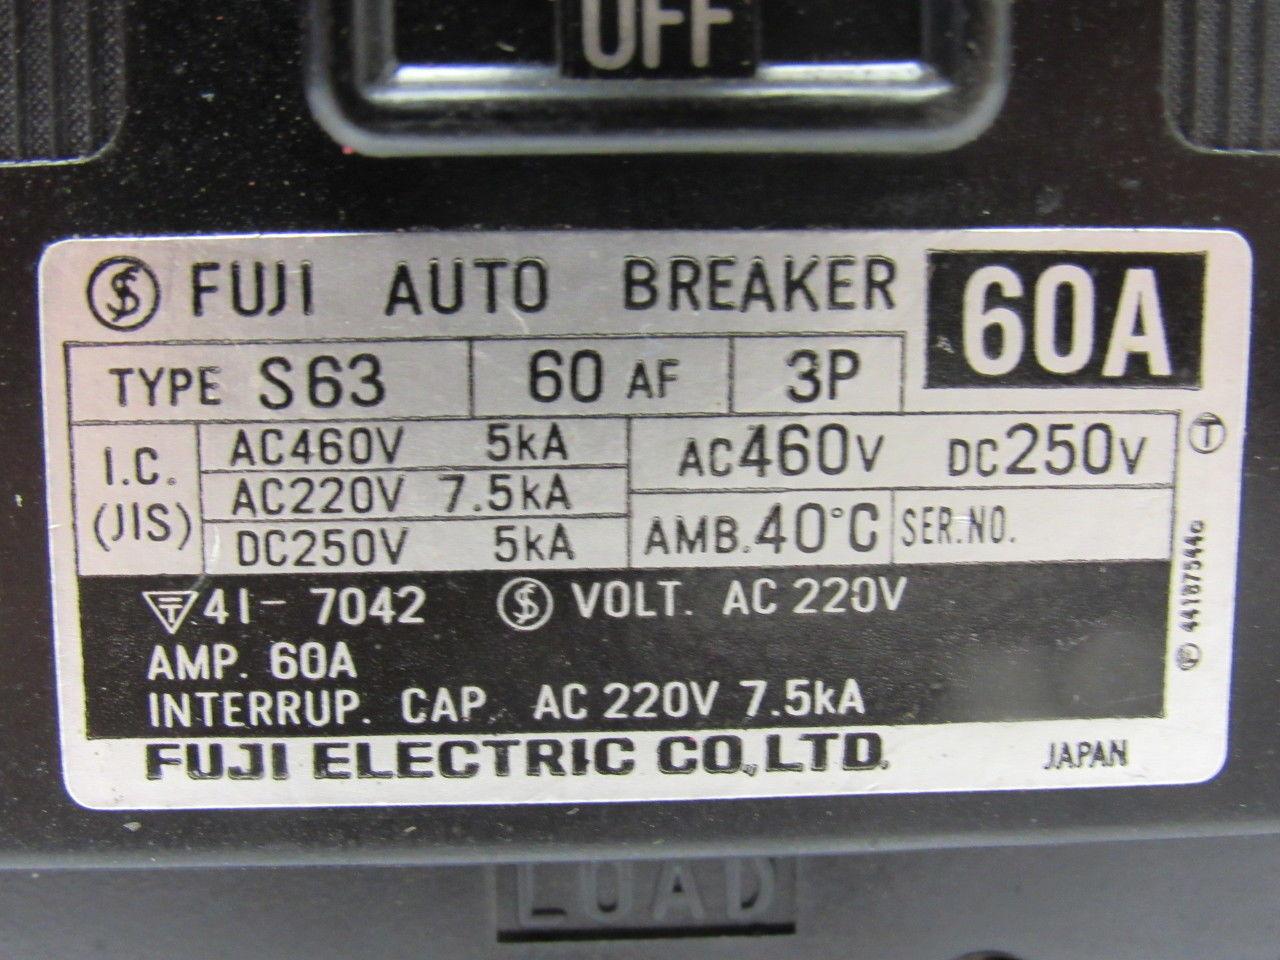 OFF
FUJI AUTO BREAKER 60A
TYPE S63 60 AF 3P
I.C. (JIS)
AC460V 5kA
AC220V 7.5kA
DC250V 5kA
AC460V DC250V
AMB. 40°C SER.NO.
T
41-7042 VOLT. AC 220V
AMP. 60A
INTERRUP. CAP. AC 220V 7.5kA
FUJI ELECTRIC CO.,LTD. JAPAN
LOAD